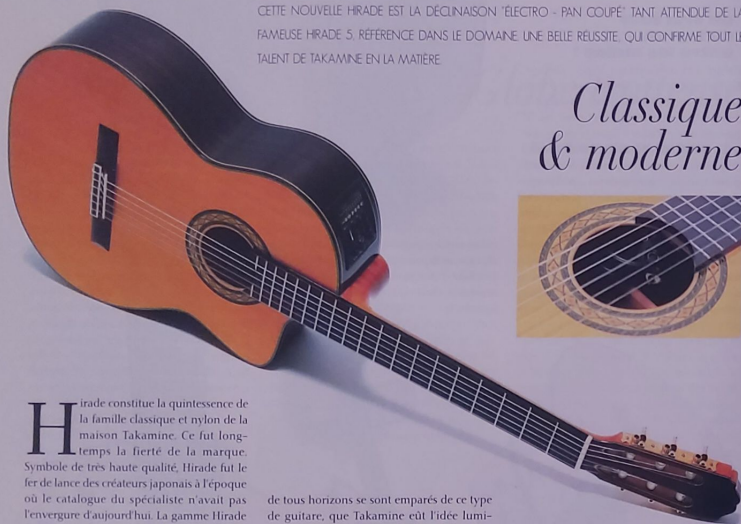 CETTE NOUVELLE HIRADE EST LA DÉCLINAISON "ÉLECTRO - PAN COUPÉ" TANT ATTENDUE DE LA
FAMEUSE HIRADE 5, RÉFÉRENCE DANS LE DOMAINE. UNE BELLE RÉUSSITE, QUI CONFIRME TOUT LE
TALENT DE TAKAMINE EN LA MATIÈRE
Classique
& moderne
Hirade constitue la quintessence de
la famille classique et nylon de la
maison Takamine. Ce fut long-
temps la fierté de la marque.
Symbole de très haute qualité, Hirade fut le
fer de lance des créateurs japonais à l'époque
où le catalogue du spécialiste n'avait pas
l'envergure d'aujourd'hui. La gamme Hirade
de tous horizons se sont emparés de ce type
de guitare, que Takamine eût l'idée lumi-